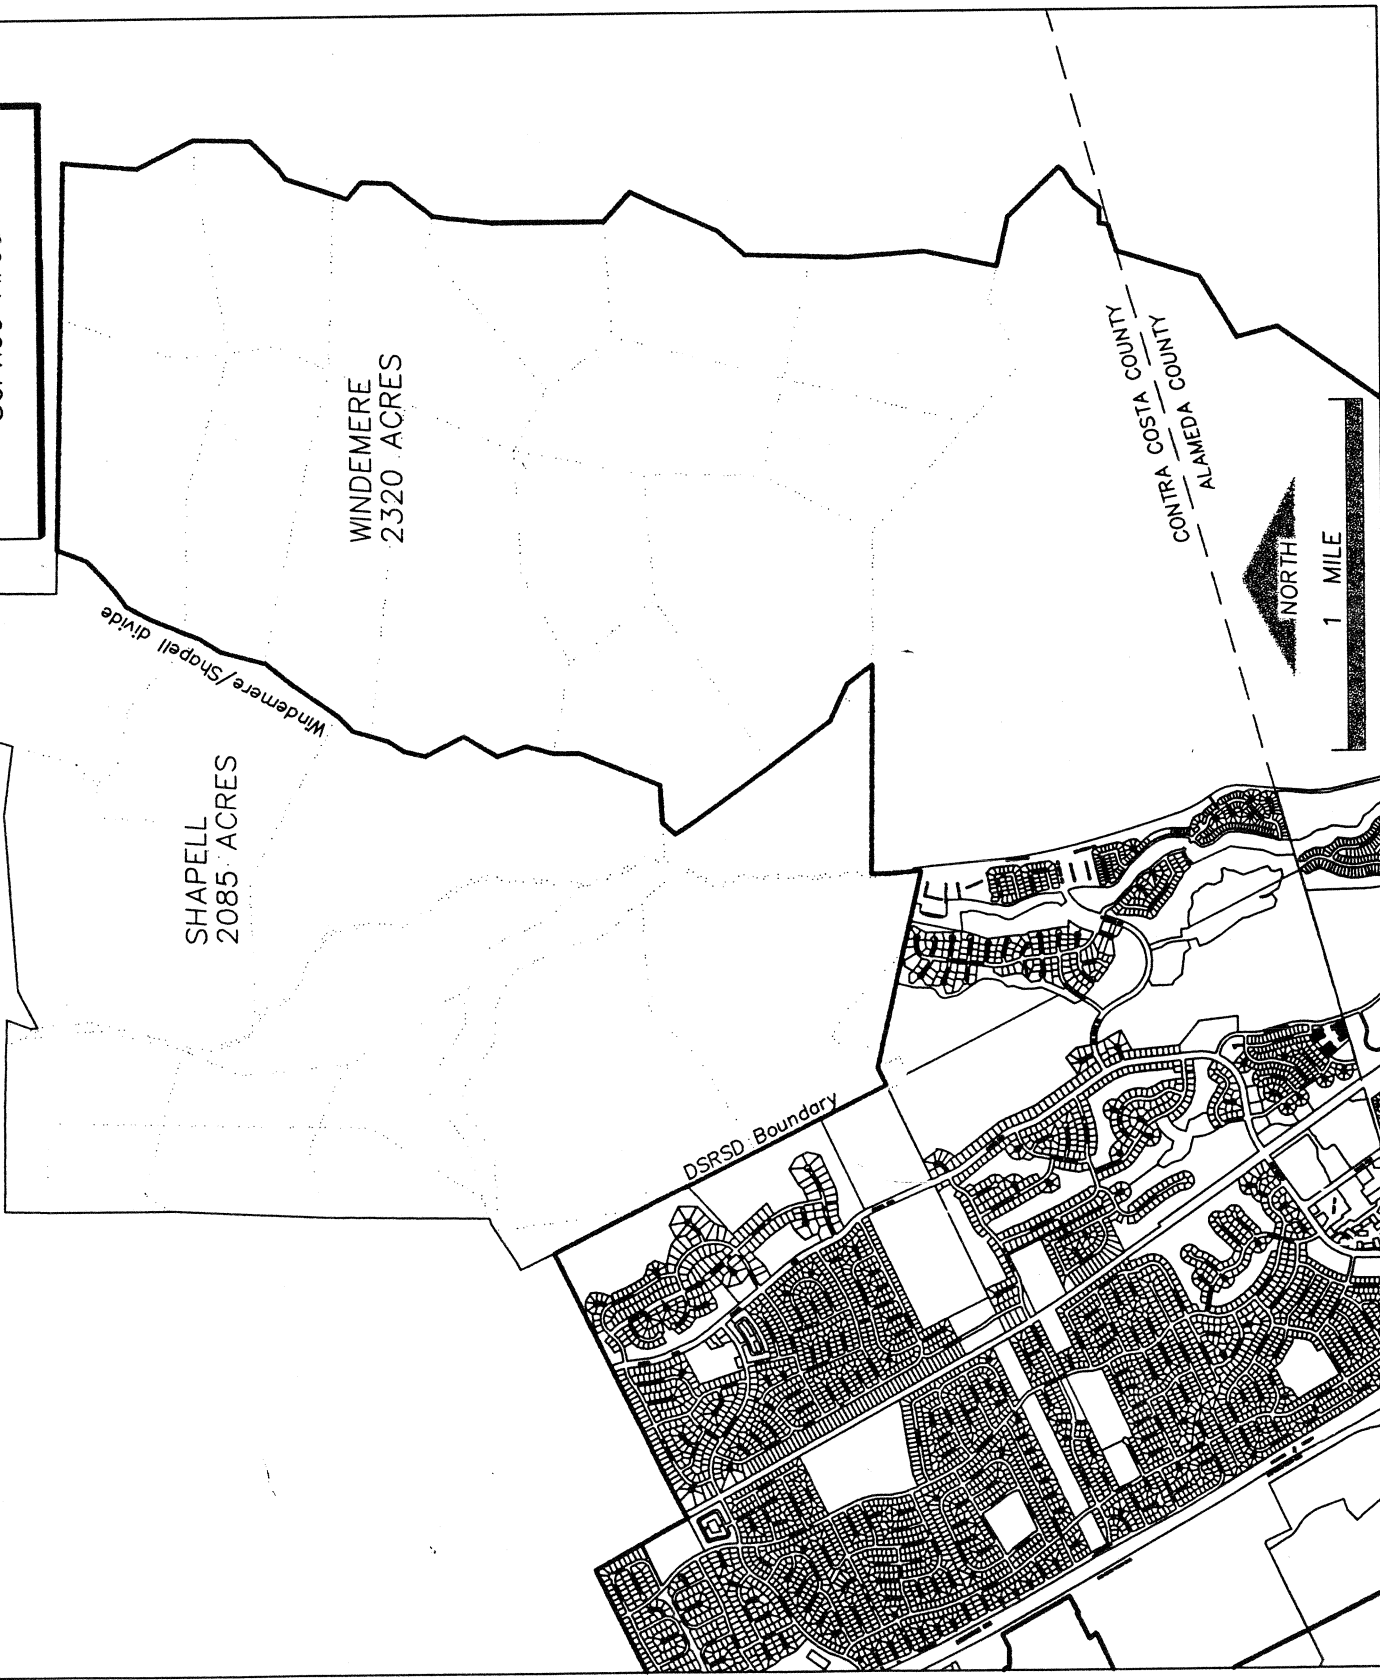 WINDEMERE
2320 ACRES
Windemere/Shapell divide
SHAPELL
2085 ACRES
CONTRA COSTA COUNTY
ALAMEDA COUNTY
NORTH
1 MILE
DSRSD Boundary